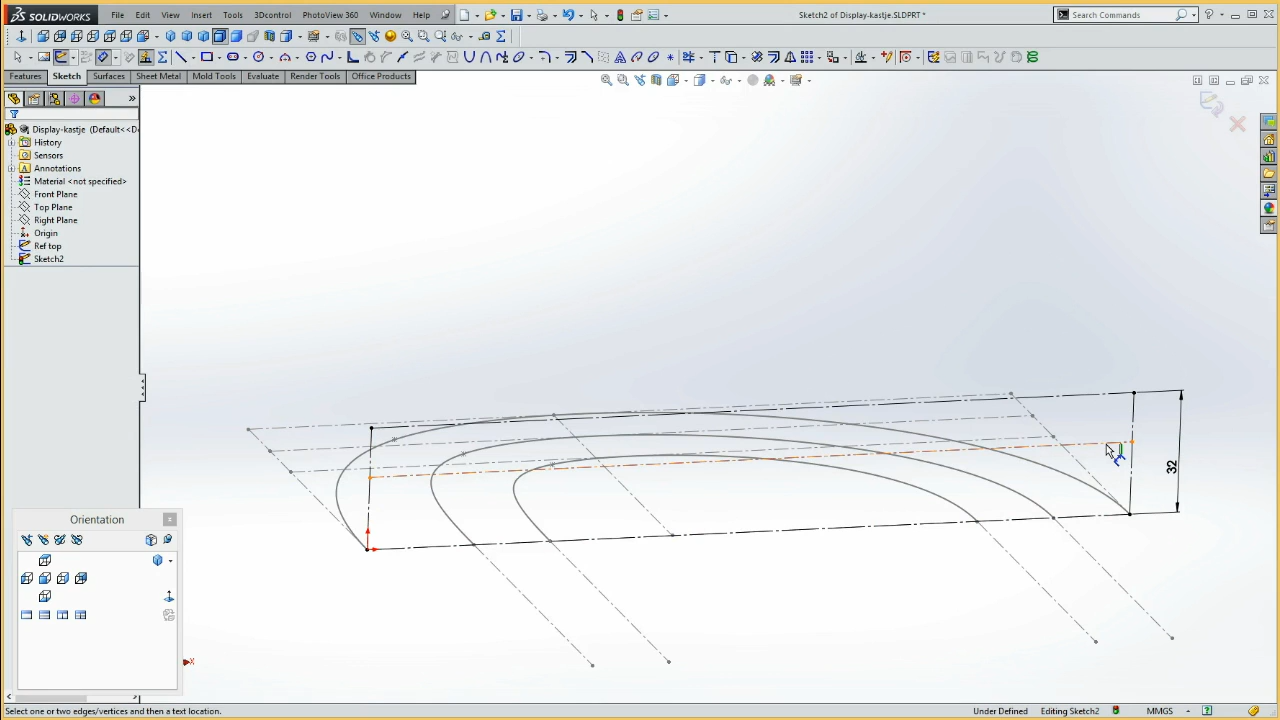 SOLIDWORKS File Edit View Insert Tools 3Dcontrol PhotoView 360 Window Help Sketch2 of Display-kastje.SLDPRT * Search Commands
Features Sketch Surfaces Sheet Metal Mold Tools Evaluate Render Tools Office Products
Display-kastje (Default<<D
History
Sensors
Annotations
Material <not specified>
Front Plane
Top Plane
Right Plane
Origin
Ref top
Sketch2
32
Orientation
X
Select one or two edges/vertices and then a text location. Under Defined Editing Sketch2 MMGS